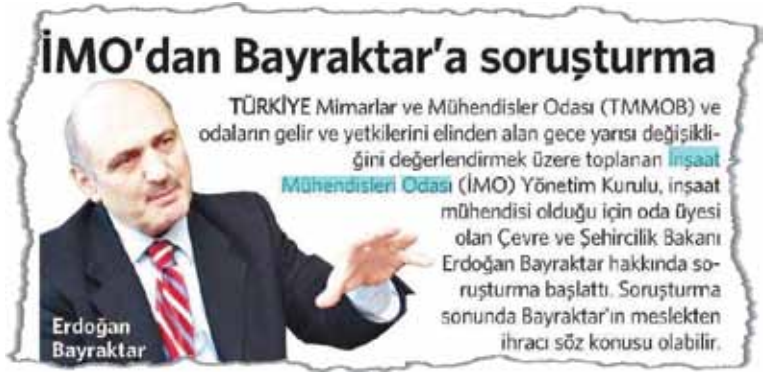 İMO’dan Bayraktar’a soruşturma
TÜRKİYE Mimarlar ve Mühendisler Odası (TMMOB) ve
odaların gelir ve yetkilerini elinden alan gece yarısı değişikli-
ğini değerlendirmek üzere toplanan İnşaat
Mühendisleri Odası (İMO) Yönetim Kurulu, inşaat
mühendisi olduğu için oda üyesi
olan Çevre ve Şehircilik Bakanı
Erdoğan Bayraktar hakkında so-
ruşturma başlattı. Soruşturma
sonunda Bayraktar’ın meslekten
ihracı söz konusu olabilir.
Erdoğan
Bayraktar